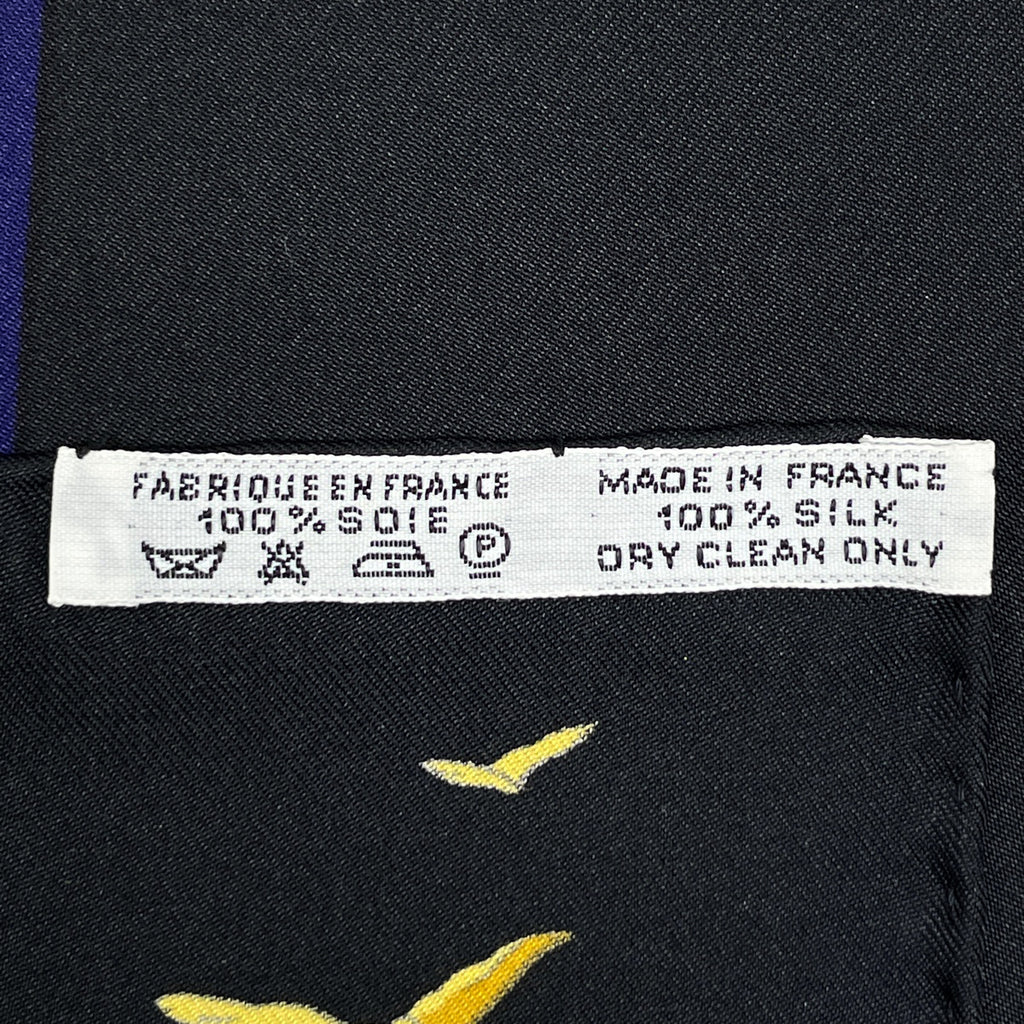 FABRIQUE EN FRANCE
100% SOIE
P
MADE IN FRANCE
100% SILK
DRY CLEAN ONLY